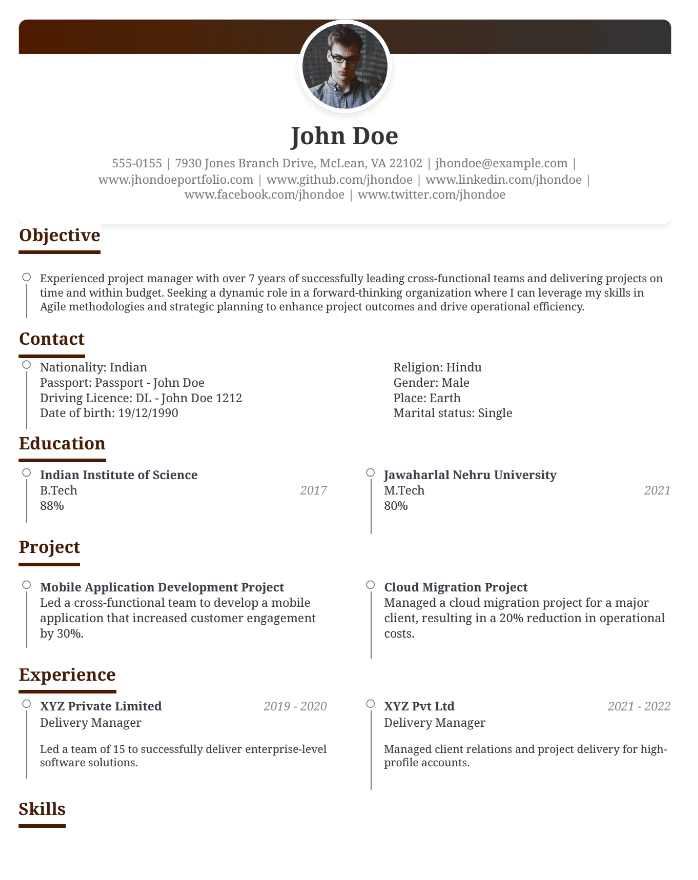 John Doe
555-0155 | 7930 Jones Branch Drive, McLean, VA 22102 | jhondoe@example.com |
www.jhondoeportfolio.com | www.github.com/jhondoe | www.linkedin.com/jhondoe |
www.facebook.com/jhondoe | www.twitter.com/jhondoe
Objective
Experienced project manager with over 7 years of successfully leading cross-functional teams and delivering projects on
time and within budget. Seeking a dynamic role in a forward-thinking organization where I can leverage my skills in
Agile methodologies and strategic planning to enhance project outcomes and drive operational efficiency.
Contact
Nationality: Indian
Passport: Passport - John Doe
Driving Licence: DL - John Doe 1212
Date of birth: 19/12/1990
Religion: Hindu
Gender: Male
Place: Earth
Marital status: Single
Education
Indian Institute of Science
B.Tech 2017
88%
Jawaharlal Nehru University
M.Tech 2021
80%
Project
Mobile Application Development Project
Led a cross-functional team to develop a mobile
application that increased customer engagement
by 30%.
Cloud Migration Project
Managed a cloud migration project for a major
client, resulting in a 20% reduction in operational
costs.
Experience
XYZ Private Limited 2019 - 2020
Delivery Manager
Led a team of 15 to successfully deliver enterprise-level
software solutions.
XYZ Pvt Ltd 2021 - 2022
Delivery Manager
Managed client relations and project delivery for high-
profile accounts.
Skills